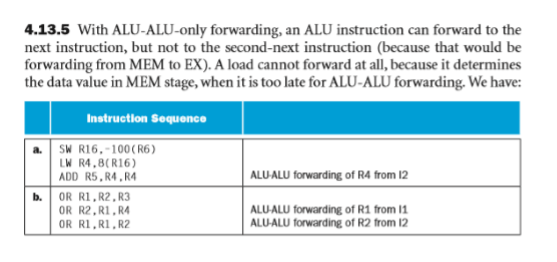 4.13.5 With ALU-ALU-only forwarding, an ALU instruction can forward to the
next instruction, but not to the second-next instruction (because that would be
forwarding from MEM to EX). A load cannot forward at all, because it determines
the data value in MEM stage, when it is too late for ALU-ALU forwarding. We have:
Instruction Sequence
a. SW R16,-100(R6)
LW R4,8(R16)
ADD R5,R4,R4 ALU-ALU forwarding of R4 from I2
b. OR R1,R2,R3
OR R2,R1,R4 ALU-ALU forwarding of R1 from I1
OR R1,R1,R2 ALU-ALU forwarding of R2 from I2